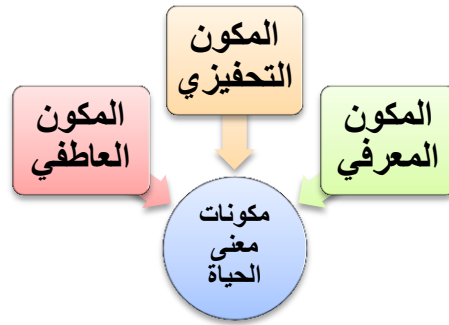 المكون
التحفيزي
المكون
المعرفي
المكون
العاطفي
مكونات
معنى
الحياة